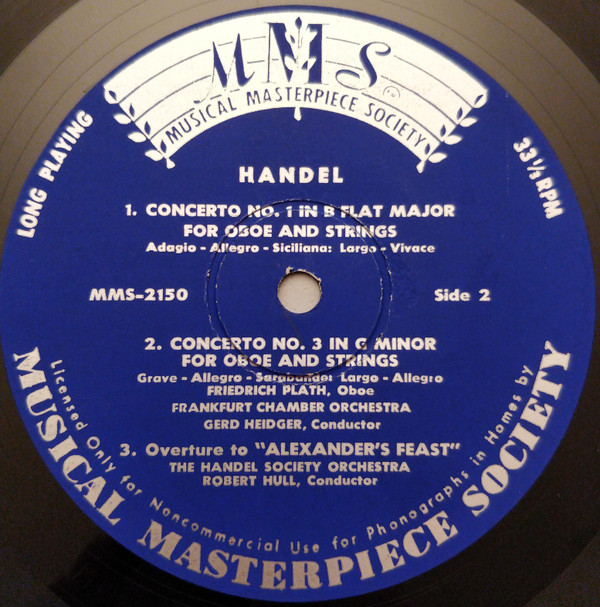 MMS
MUSICAL MASTERPIECE SOCIETY
LONG PLAYING
33 1/3 RPM
HANDEL
1. CONCERTO NO. 1 IN B FLAT MAJOR
FOR OBOE AND STRINGS
Adagio - Allegro - Siciliana: Largo - Vivace
MMS-2150
Side 2
2. CONCERTO NO. 3 IN G MINOR
FOR OBOE AND STRINGS
Grave - Allegro - Sarabande: Largo - Allegro
FRIEDRICH PLATH, Oboe
FRANKFURT CHAMBER ORCHESTRA
GERD HEIDGER, Conductor
3. Overture to "ALEXANDER'S FEAST"
THE HANDEL SOCIETY ORCHESTRA
ROBERT HULL, Conductor
Licensed Only for Noncommercial Use for Phonographs in Homes by
MUSICAL MASTERPIECE SOCIETY